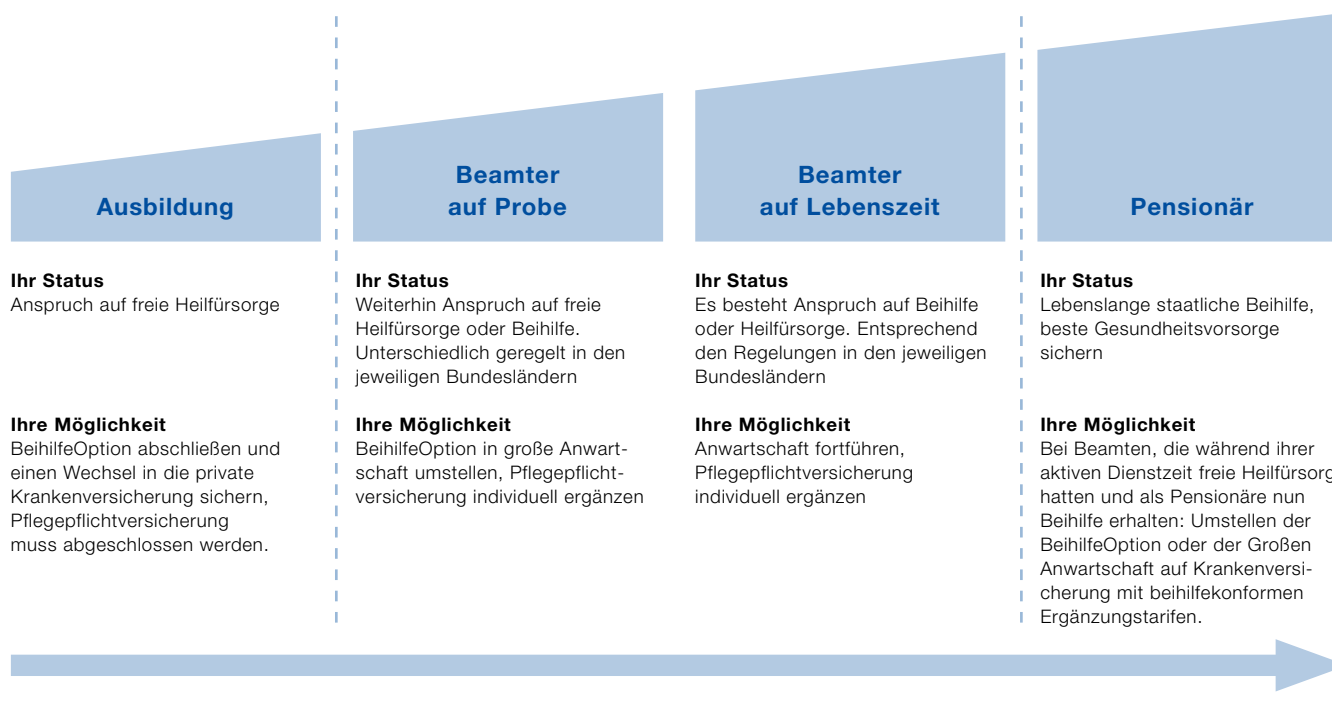 Ausbildung
Beamter
auf Probe
Beamter
auf Lebenszeit
Pensionär
Ihr Status
Anspruch auf freie Heilfürsorge
Ihre Möglichkeit
BeihilfeOption abschließen und
einen Wechsel in die private
Krankenversicherung sichern,
Pflegepflichtversicherung
muss abgeschlossen werden.
Ihr Status
Weiterhin Anspruch auf freie
Heilfürsorge oder Beihilfe.
Unterschiedlich geregelt in den
jeweiligen Bundesländern
Ihre Möglichkeit
BeihilfeOption in große Anwart-
schaft umstellen, Pflegepflicht-
versicherung individuell ergänzen
Ihr Status
Es besteht Anspruch auf Beihilfe
oder Heilfürsorge. Entsprechend
den Regelungen in den jeweiligen
Bundesländern
Ihre Möglichkeit
Anwartschaft fortführen,
Pflegepflichtversicherung
individuell ergänzen
Ihr Status
Lebenslange staatliche Beihilfe,
beste Gesundheitsvorsorge
sichern
Ihre Möglichkeit
Bei Beamten, die während ihrer
aktiven Dienstzeit freie Heilfürsorg
hatten und als Pensionäre nun
Beihilfe erhalten: Umstellen der
BeihilfeOption oder der Großen
Anwartschaft auf Krankenversi-
cherung mit beihilfekonformen
Ergänzungstarifen.